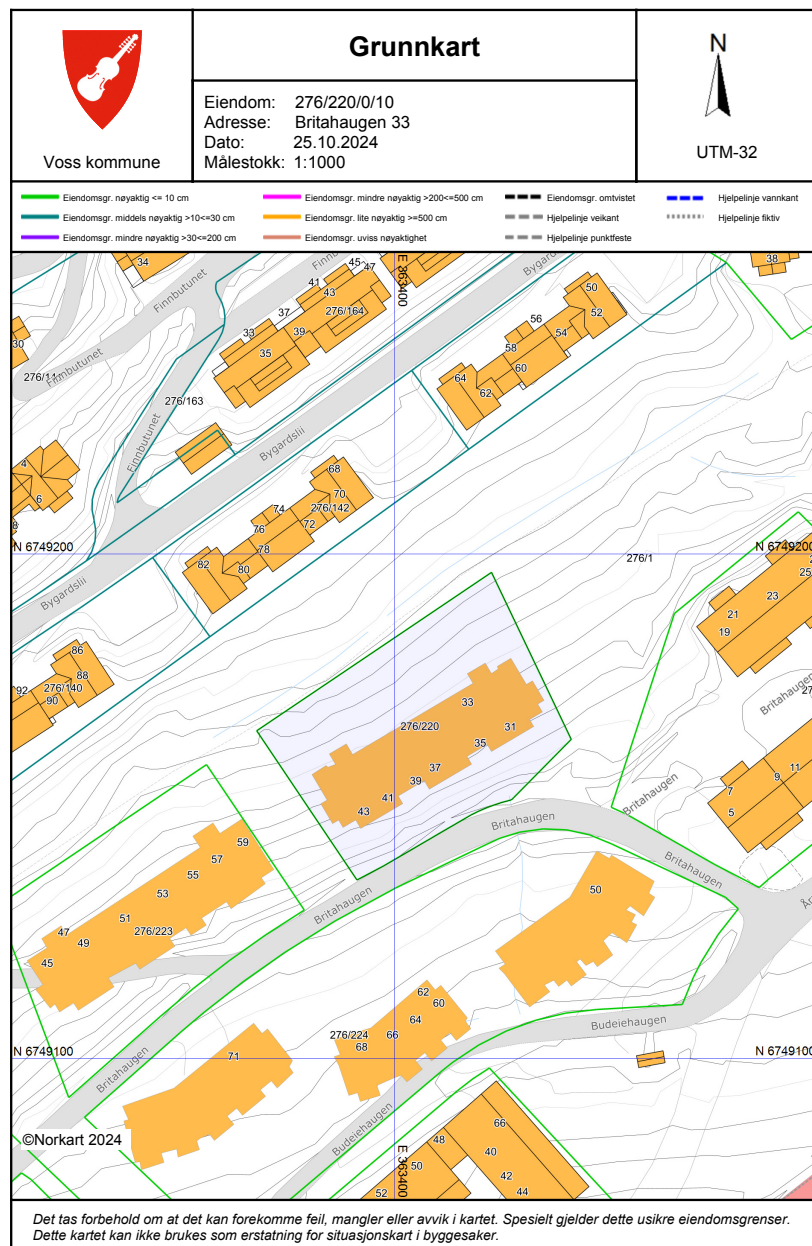 Grunnkart
Voss kommune
Eiendom: 276/220/0/10
Adresse: Britahaugen 33
Dato: 25.10.2024
Målestokk: 1:1000
N
UTM-32
Eiendomsgr. nøyaktig <= 10 cm
Eiendomsgr. middels nøyaktig >10<=30 cm
Eiendomsgr. mindre nøyaktig >30<=200 cm
Eiendomsgr. mindre nøyaktig >200<=500 cm
Eiendomsgr. lite nøyaktig >=500 cm
Eiendomsgr. uviss nøyaktighet
Eiendomsgr. omtvistet
Hjelpelinje veikant
Hjelpelinje punktfeste
Hjelpelinje vannkant
Hjelpelinje fiktiv
34
Finnbutunet
45
47
41
43
37
276/164
33
39
35
E 363400
Bygardslii
38
50
52
56
54
58
60
64
62
30
Finnbutunet
276/163
Finnbutunet
Bygardslii
4
6
8
68
70
276/142
74
72
76
78
80
82
N 6749200
N 6749200
276/1
Bygardslii
25
23
21
19
86
88
276/140
90
92
Britahaugen
33
276/220
31
35
37
39
41
43
Britahaugen
11
9
7
5
Britahaugen
Britahaugen
59
57
55
53
51
276/223
47
49
45
Britahaugen
50
62
60
64
276/224
66
68
Budeiehaugen
N 6749100
N 6749100
71
Britahaugen
Budeiehaugen
66
48
40
50
42
52
44
E 363400
©Norkart 2024
Det tas forbehold om at det kan forekomme feil, mangler eller avvik i kartet. Spesielt gjelder dette usikre eiendomsgrenser.
Dette kartet kan ikke brukes som erstatning for situasjonskart i byggesaker.